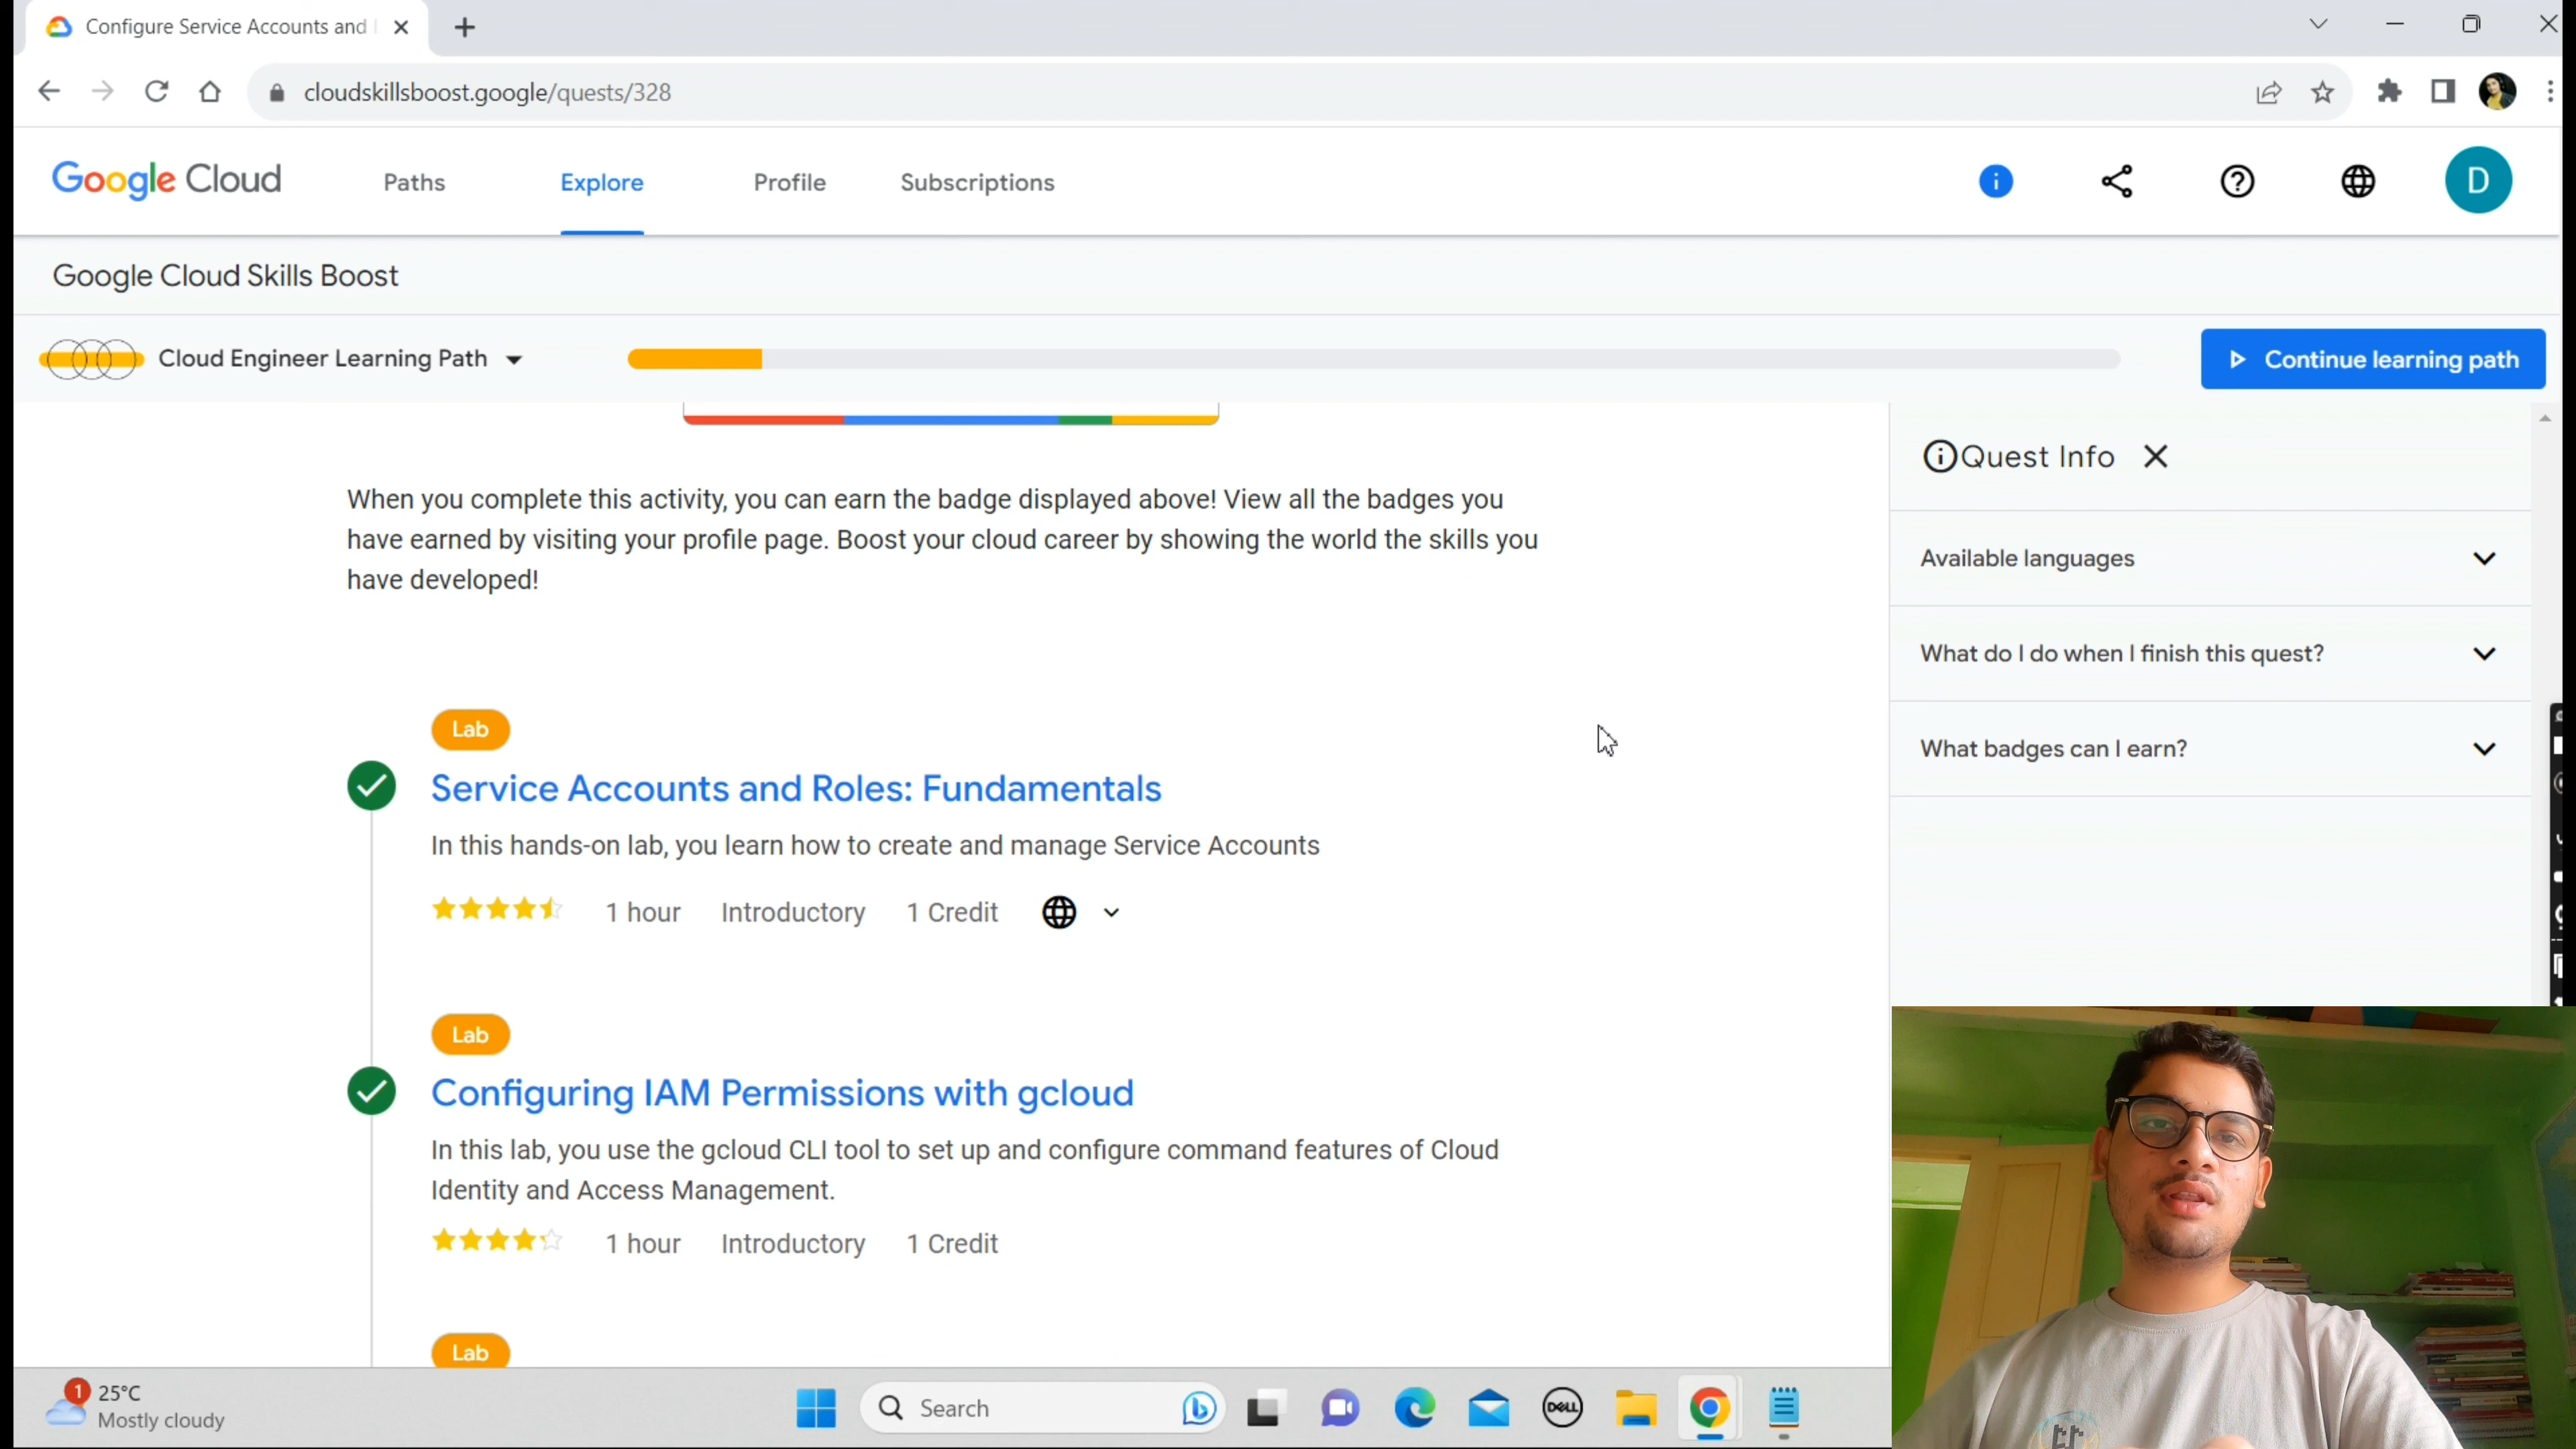 Configure Service Accounts and
cloudskillsboost.google/quests/328
Google Cloud
Paths
Explore
Profile
Subscriptions
D
Google Cloud Skills Boost
Cloud Engineer Learning Path
Continue learning path
When you complete this activity, you can earn the badge displayed above! View all the badges you
have earned by visiting your profile page. Boost your cloud career by showing the world the skills you
have developed!
Lab
Service Accounts and Roles: Fundamentals
In this hands-on lab, you learn how to create and manage Service Accounts
1 hour Introductory 1 Credit
Lab
Configuring IAM Permissions with gcloud
In this lab, you use the gcloud CLI tool to set up and configure command features of Cloud
Identity and Access Management.
1 hour Introductory 1 Credit
Lab
Quest Info
Available languages
What do I do when I finish this quest?
What badges can I earn?
1
25°C
Mostly cloudy
Search
DELL